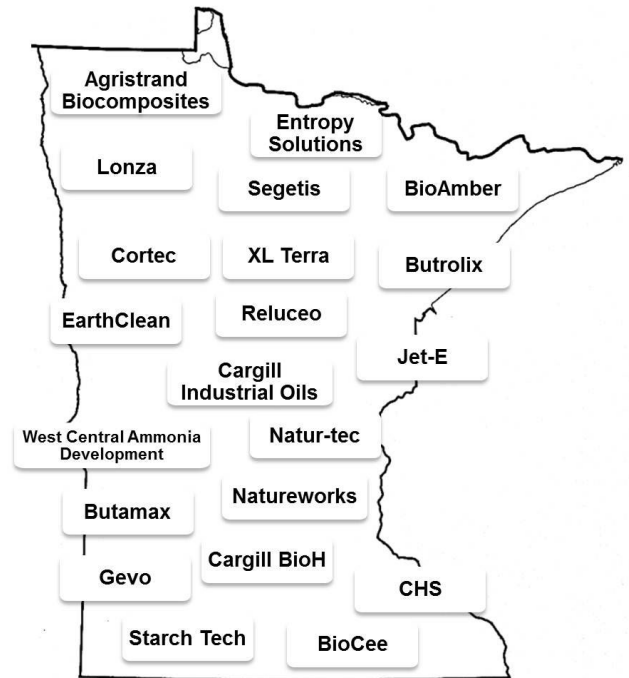 Agristrand
Biocomposites
Entropy
Solutions
Lonza
Segetis
BioAmber
Cortec
XL Terra
Butrolix
EarthClean
Reluceo
Jet-E
Cargill
Industrial Oils
West Central Ammonia
Development
Natur-tec
Natureworks
Butamax
Cargill BioH
Gevo
CHS
Starch Tech
BioCee